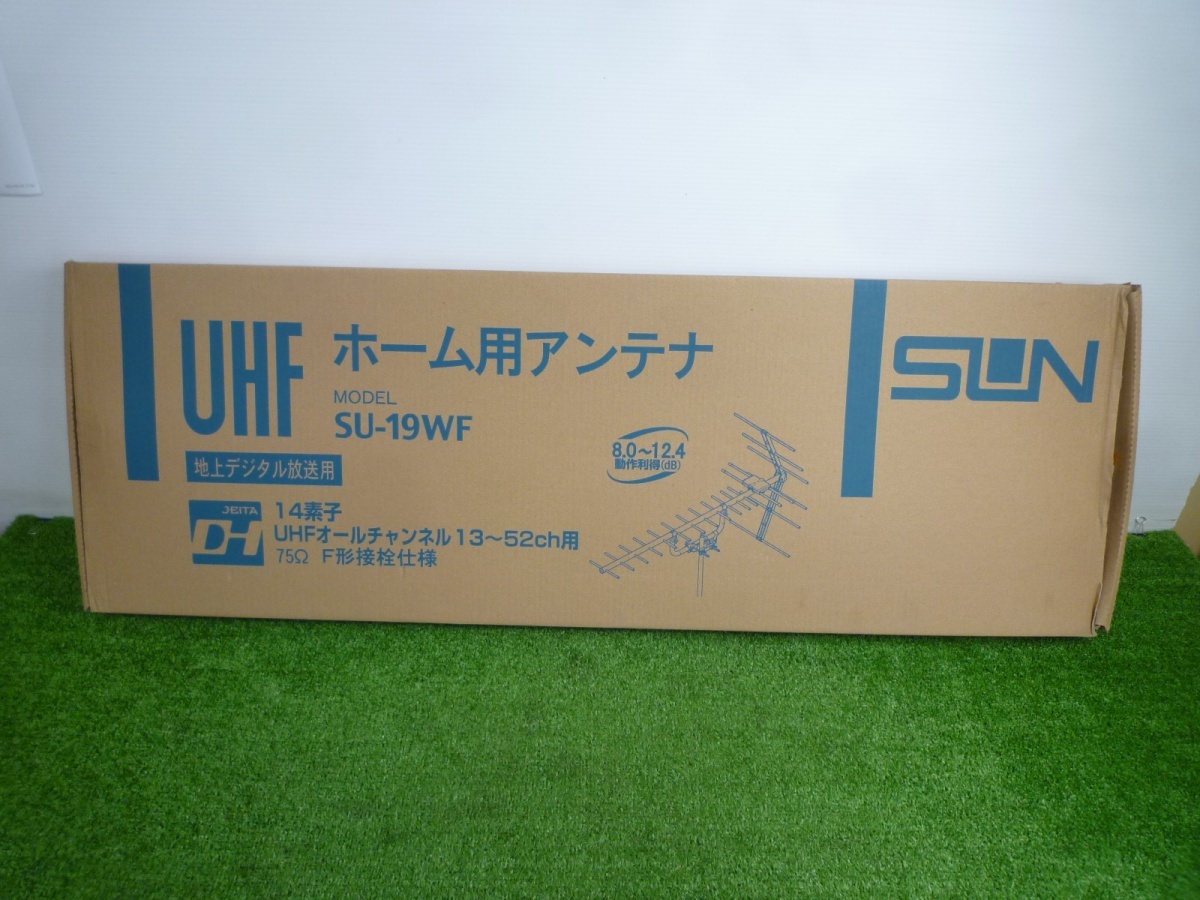 UHF ホーム用アンテナ
MODEL
SU-19WF
地上デジタル放送用
JEITA
DH
14素子
UHFオールチャンネル13～52ch用
75Ω F形接栓仕様
8.0～12.4
動作利得(dB)
SUN